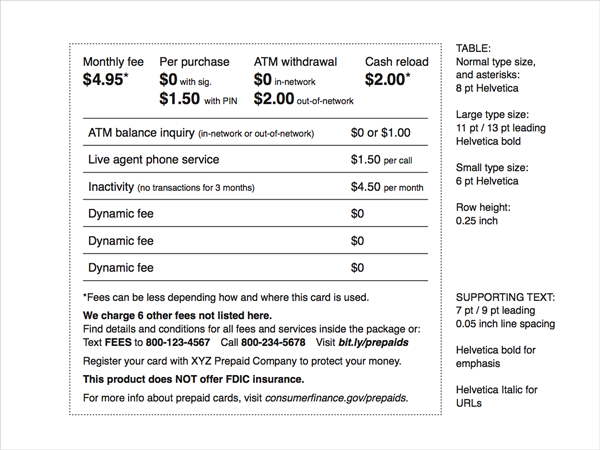 Monthly fee Per purchase ATM withdrawal Cash reload
$4.95* $0 with sig. $0 in-network $2.00*
$1.50 with PIN $2.00 out-of-network
ATM balance inquiry (in-network or out-of-network) $0 or $1.00
Live agent phone service $1.50 per call
Inactivity (no transactions for 3 months) $4.50 per month
Dynamic fee $0
Dynamic fee $0
Dynamic fee $0
*Fees can be less depending how and where this card is used.
We charge 6 other fees not listed here.
Find details and conditions for all fees and services inside the package or:
Text FEES to 800-123-4567 Call 800-234-5678 Visit bit.ly/prepaids
Register your card with XYZ Prepaid Company to protect your money.
This product does NOT offer FDIC insurance.
For more info about prepaid cards, visit consumerfinance.gov/prepaids.
TABLE:
Normal type size,
and asterisks:
8 pt Helvetica
Large type size:
11 pt / 13 pt leading
Helvetica bold
Small type size:
6 pt Helvetica
Row height:
0.25 inch
SUPPORTING TEXT:
7 pt / 9 pt leading
0.05 inch line spacing
Helvetica bold for
emphasis
Helvetica Italic for
URLs